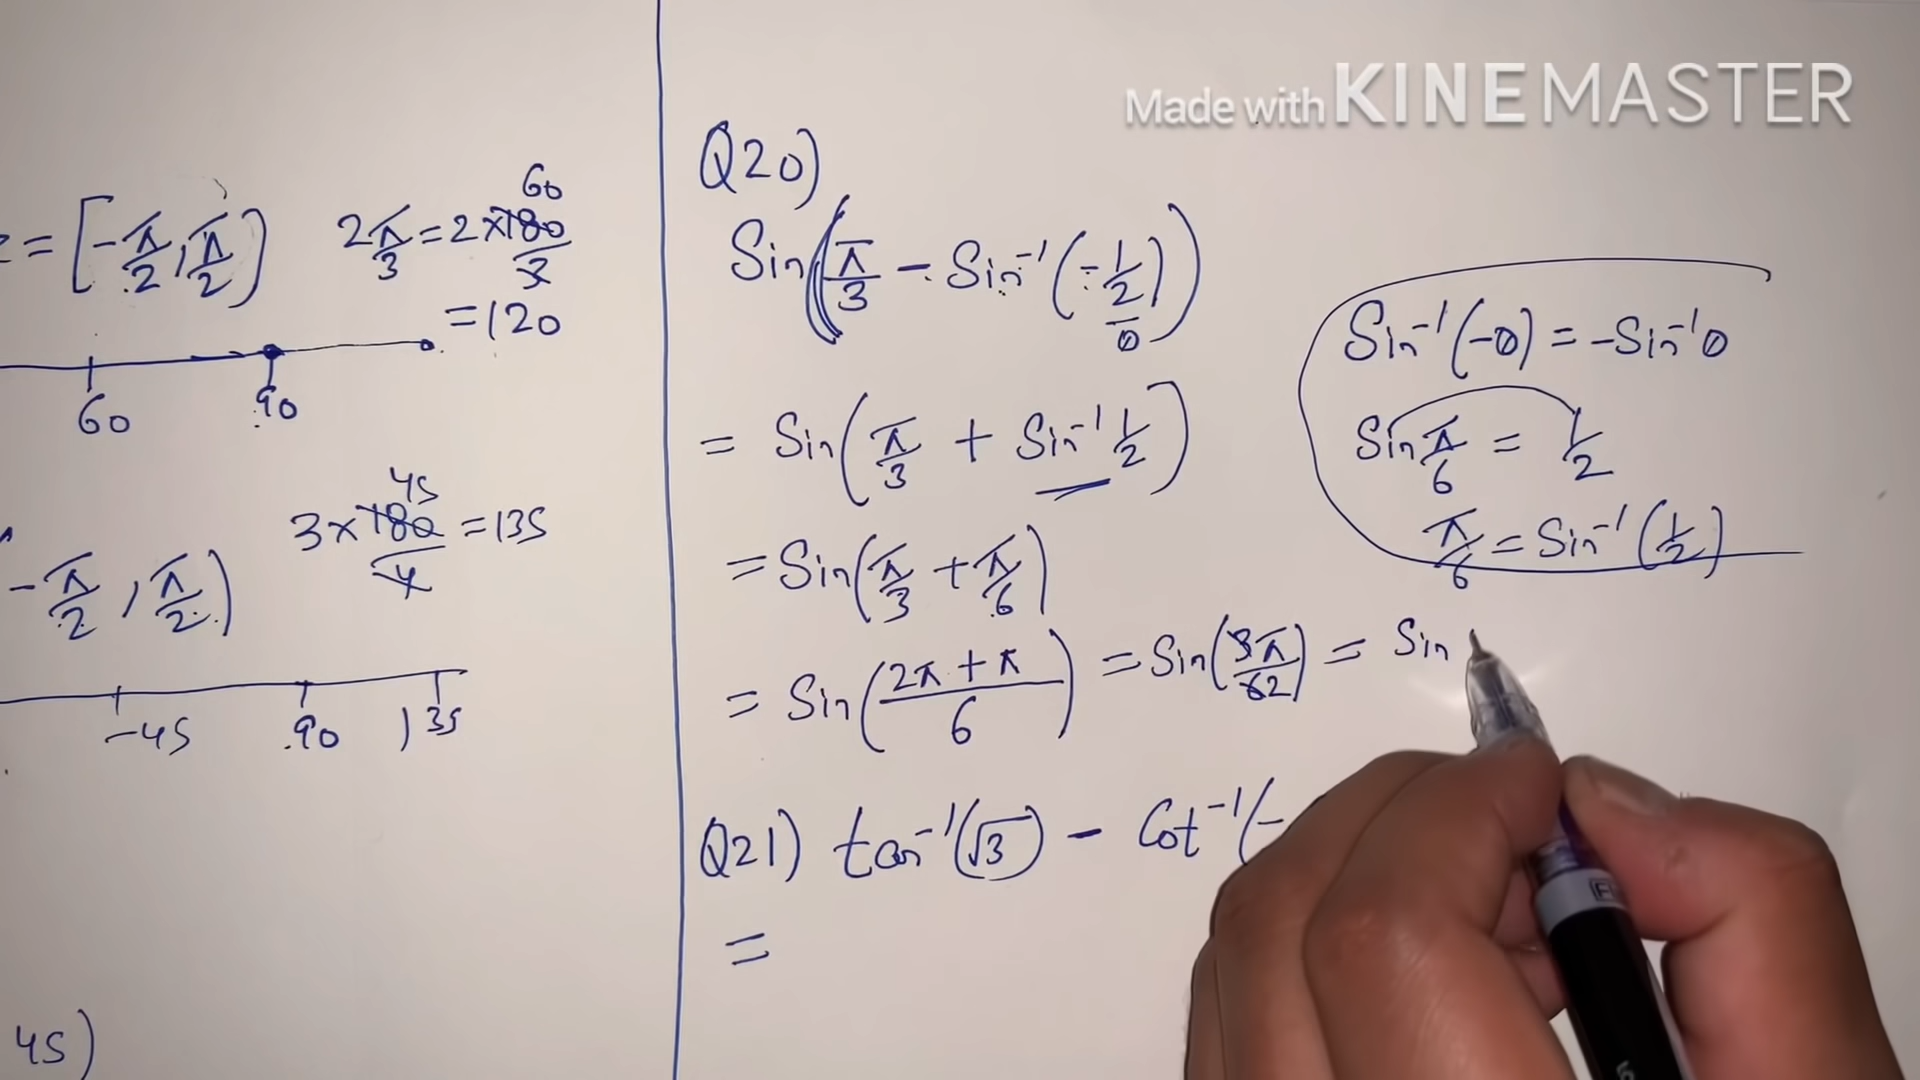 Made with KINEMASTER
= [-π/2, π/2)
2π/3 = 2×180/3
60
= 120
60
90
45
3×180/4 = 135
-π/2, π/2)
-45
90
135
45)
Q20)
Sin(π/3 - Sin⁻¹(-1/2))
θ
= Sin(π/3 + Sin⁻¹ 1/2)
= Sin(π/3 + π/6)
= Sin((2π + π)/6) = Sin(3π/62) = Sin
Sin⁻¹(-θ) = -Sin⁻¹θ
Sin π/6 = 1/2
π/6 = Sin⁻¹(1/2)
Q21) tan⁻¹(√3) - Cot⁻¹(-
=